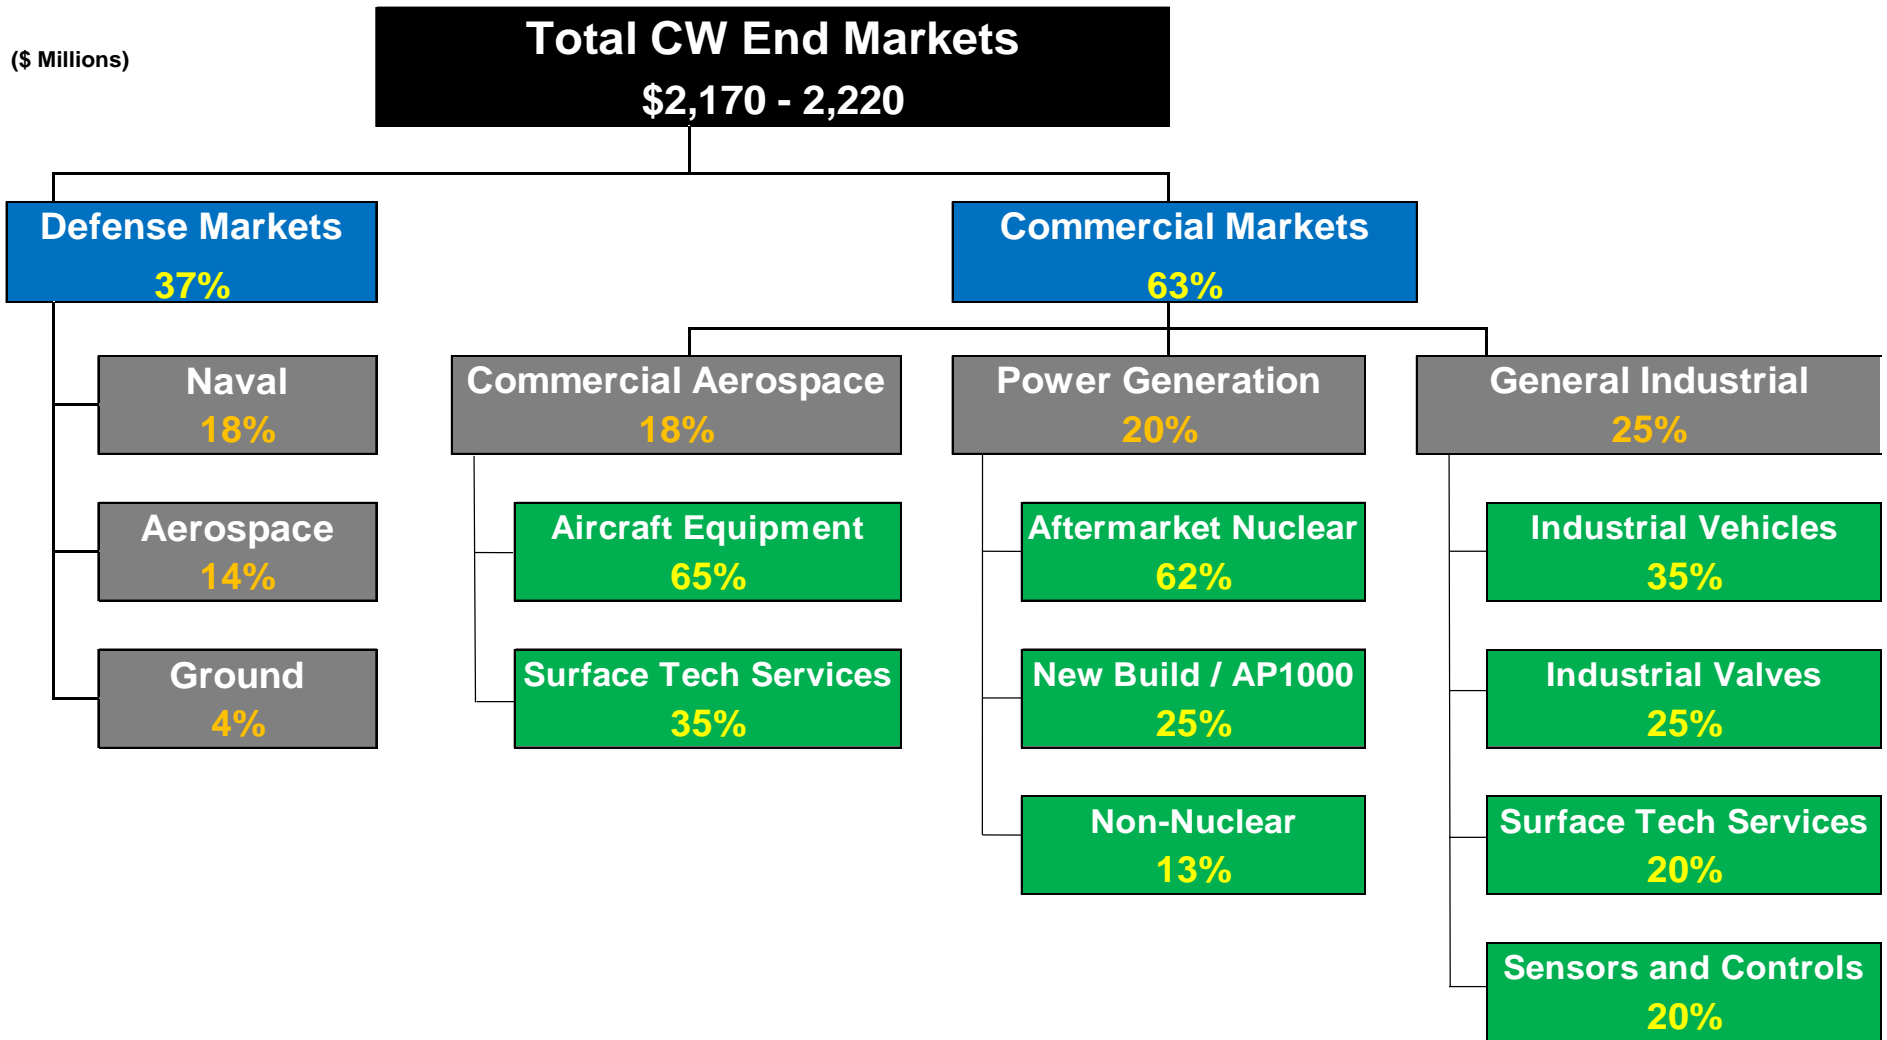 ($ Millions)
Total CW End Markets
$2,170 - 2,220
Defense Markets
37%
Commercial Markets
63%
Naval
18%
Aerospace
14%
Ground
4%
Commercial Aerospace
18%
Aircraft Equipment
65%
Surface Tech Services
35%
Power Generation
20%
Aftermarket Nuclear
62%
New Build / AP1000
25%
Non-Nuclear
13%
General Industrial
25%
Industrial Vehicles
35%
Industrial Valves
25%
Surface Tech Services
20%
Sensors and Controls
20%